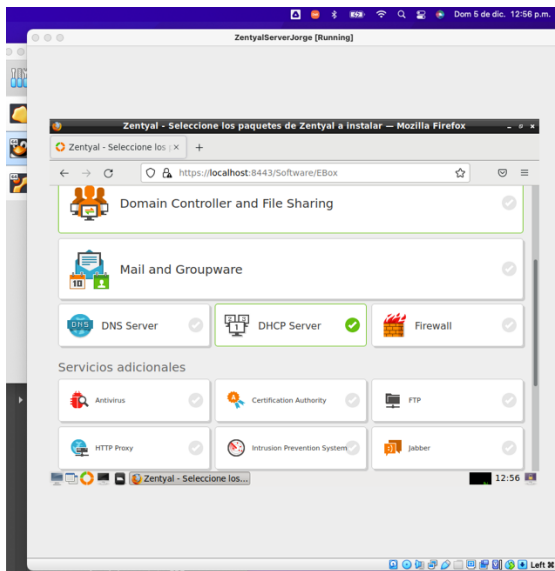 Dom 5 de dic. 12:56 p.m.
ZentyalServerJorge [Running]
Zentyal - Seleccione los paquetes de Zentyal a instalar — Mozilla Firefox
Zentyal - Seleccione los
https://localhost:8443/Software/EBox
Domain Controller and File Sharing
Mail and Groupware
DNS Server
DHCP Server
Firewall
Servicios adicionales
Antivirus
Certification Authority
FTP
HTTP Proxy
Intrusion Prevention System
Jabber
Zentyal - Seleccione los...
12:56
Left ⌘